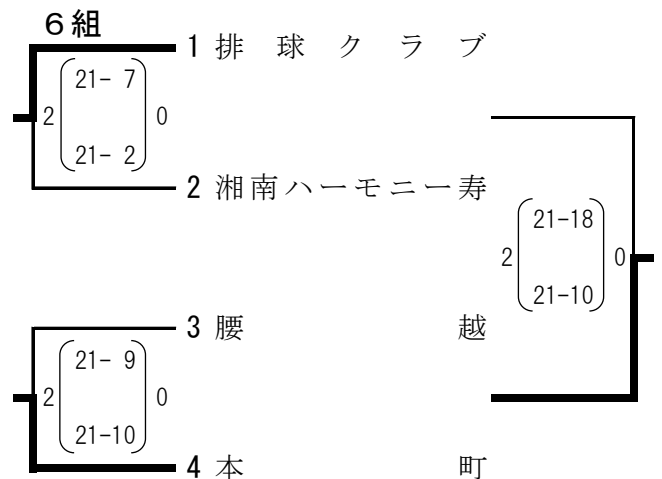 6組
1 排球クラブ
21- 7
2 0
21- 2
2 湘南ハーモニー寿
21-18
2 0
21-10
3 腰越
21- 9
2 0
21-10
4 本町